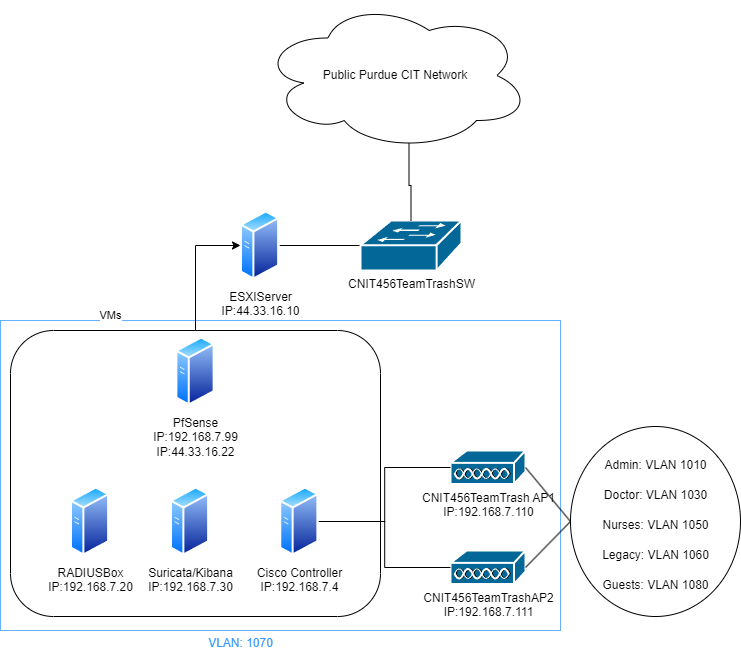 Public Purdue CIT Network
CNIT456TeamTrashSW
ESXIServer
IP:44.33.16.10
VMs
PfSense
IP:192.168.7.99
IP:44.33.16.22
CNIT456TeamTrash AP1
IP:192.168.7.110
RADIUSBox
IP:192.168.7.20
Suricata/Kibana
IP:192.168.7.30
Cisco Controller
IP:192.168.7.4
CNIT456TeamTrashAP2
IP:192.168.7.111
Admin: VLAN 1010
Doctor: VLAN 1030
Nurses: VLAN 1050
Legacy: VLAN 1060
Guests: VLAN 1080
VLAN: 1070